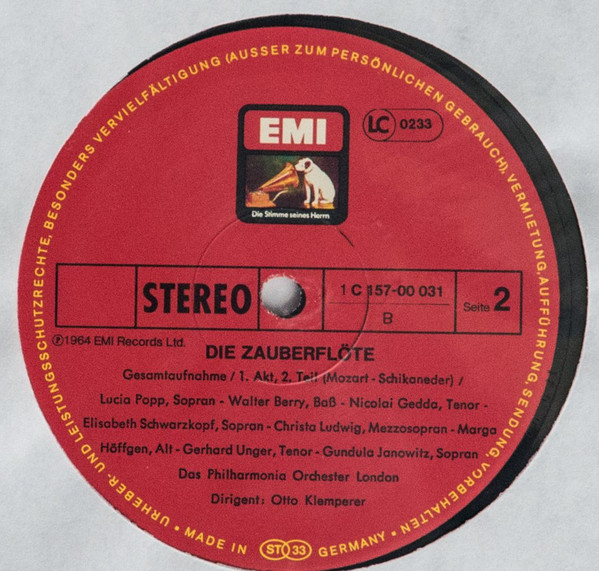 URHEBER- UND LEISTUNGSSCHUTZRECHTE, BESONDERS VERVIELFÄLTIGUNG (AUSSER ZUM PERSÖNLICHEN GEBRAUCH), VERMIETUNG, AUFFÜHRUNG, SENDUNG, VORBEHALTEN •
EMI
LC 0233
Die Stimme seines Herrn
STEREO
1 C 157-00 031
B
Seite 2
℗1964 EMI Records Ltd.
DIE ZAUBERFLÖTE
Gesamtaufnahme / 1. Akt, 2. Teil (Mozart - Schikaneder) /
Lucia Popp, Sopran - Walter Berry, Baß - Nicolai Gedda, Tenor -
Elisabeth Schwarzkopf, Sopran - Christa Ludwig, Mezzosopran - Marga
Höffgen, Alt - Gerhard Unger, Tenor - Gundula Janowitz, Sopran
Das Philharmonia Orchester London
Dirigent: Otto Klemperer
• MADE IN ST 33 GERMANY •